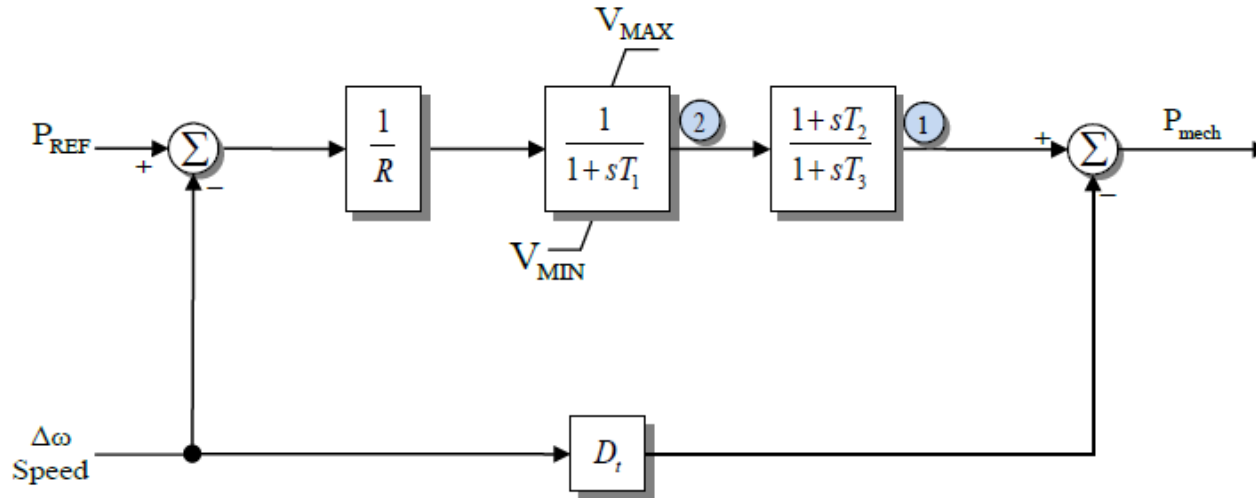 V_MAX
P_REF
+
Σ
−
1
R
1
1 + sT_1
2
1 + sT_2
1 + sT_3
1
+
Σ
−
P_mech
V_MIN
Δω
Speed
D_t